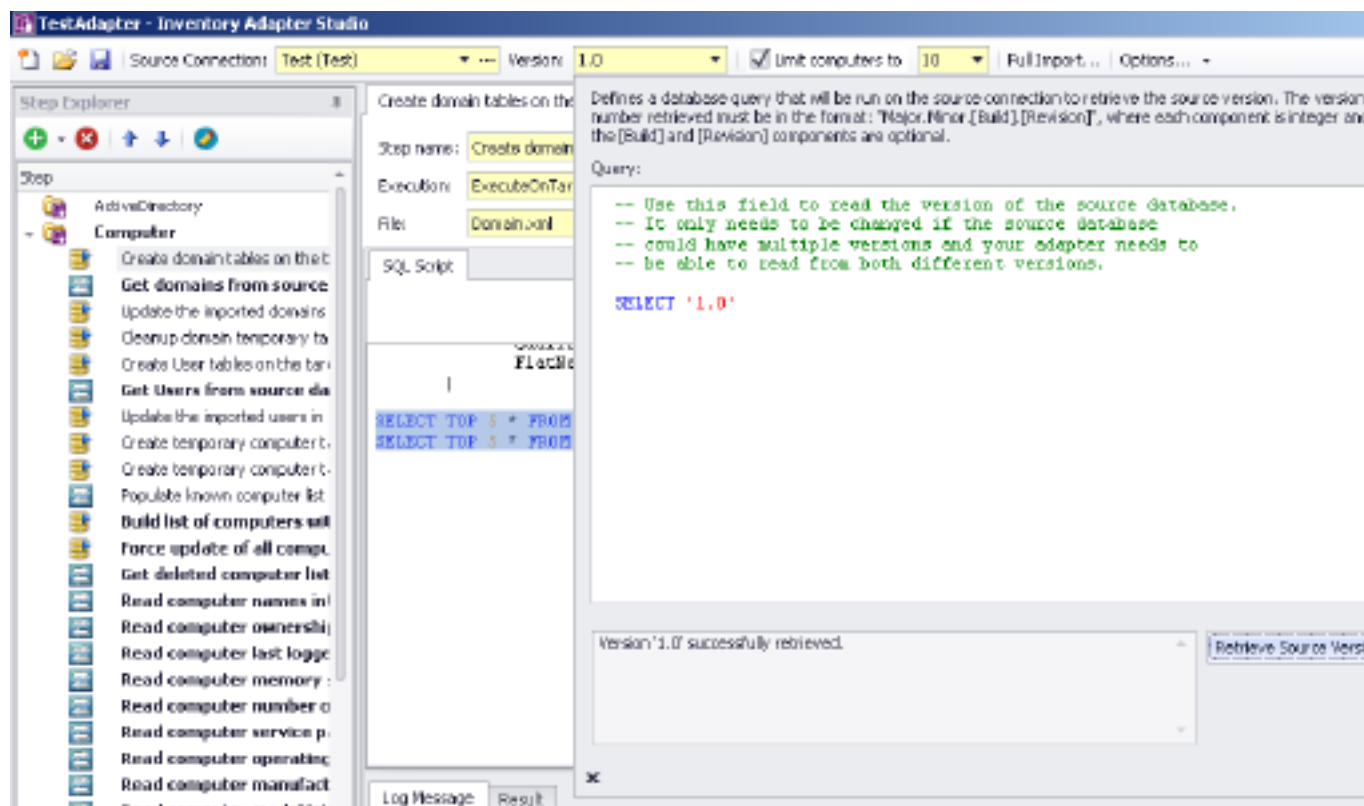 TestAdapter - Inventory Adapter Studio
Source Connection: Test (Test) Version: 1.0 Limit computers to 10 Full Import... Options...
Step Explorer
Step
ActiveDirectory
Computer
Create domain tables on the t
Get domains from source
Update the imported domains
Cleanup domain temporary ta
Create User tables on the tar
Get Users from source da
Update the imported users in
Create temporary computer t
Create temporary computer t
Populate known computer list
Build list of computers wit
Force update of all compu
Get deleted computer list
Read computer names in
Read computer ownership
Read computer last logge
Read computer memory
Read computer number o
Read computer service p
Read computer operating
Read computer manufact
Create domain tables on the
Step name: Create domain
Execution: ExecuteOnTar
File: Domain.xml
SQL Script
FlatNa
SELECT TOP 5 * FROM
SELECT TOP 5 * FROM
Log Message Result
Defines a database query that will be run on the source connection to retrieve the source version. The version
number retrieved must be in the format: "Major.Minor.[Build].[Revision]", where each component is integer and
the [Build] and [Revision] components are optional.
Query:
-- Use this field to read the version of the source database.
-- It only needs to be changed if the source database
-- could have multiple versions and your adapter needs to
-- be able to read from both different versions.
SELECT '1.0'
Version '1.0' successfully retrieved.
Retrieve Source Versi